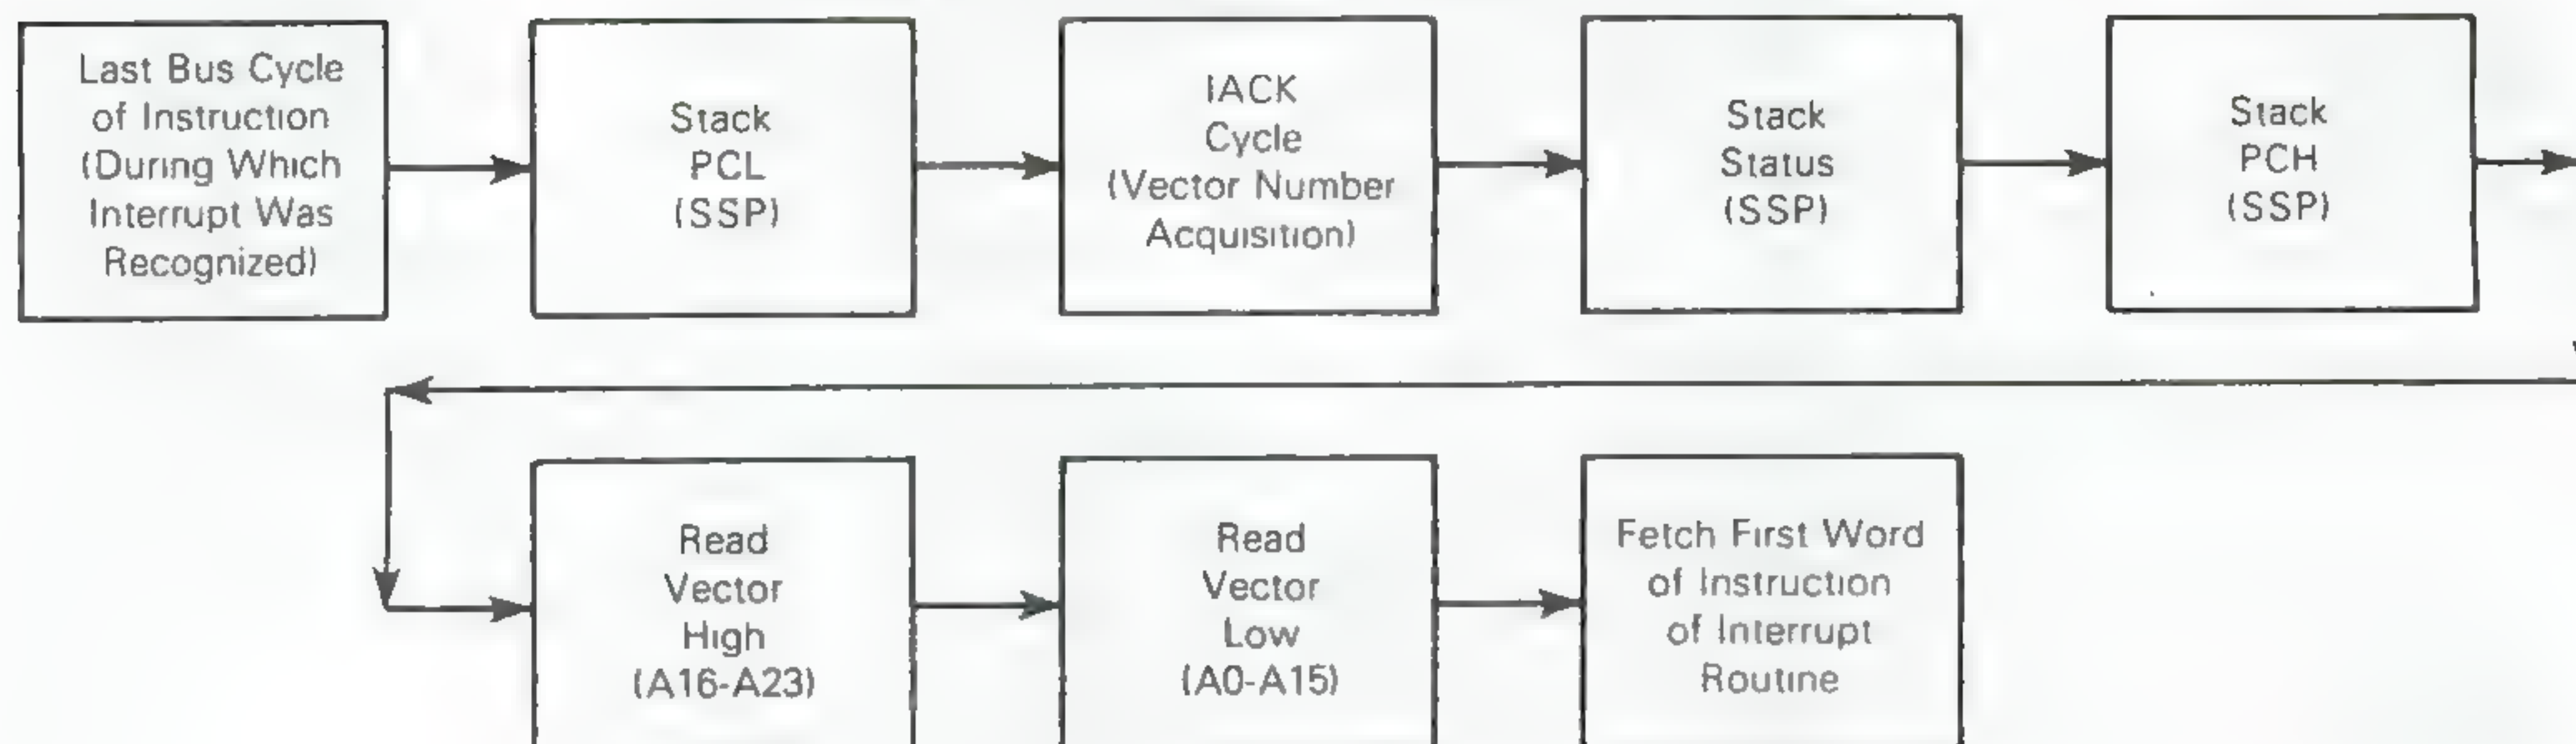 Last Bus Cycle
of Instruction
(During Which
Interrupt Was
Recognized)
Stack
PCL
(SSP)
IACK
Cycle
(Vector Number
Acquisition)
Stack
Status
(SSP)
Stack
PCH
(SSP)
Read
Vector
High
(A16-A23)
Read
Vector
Low
(A0-A15)
Fetch First Word
of Instruction
of Interrupt
Routine